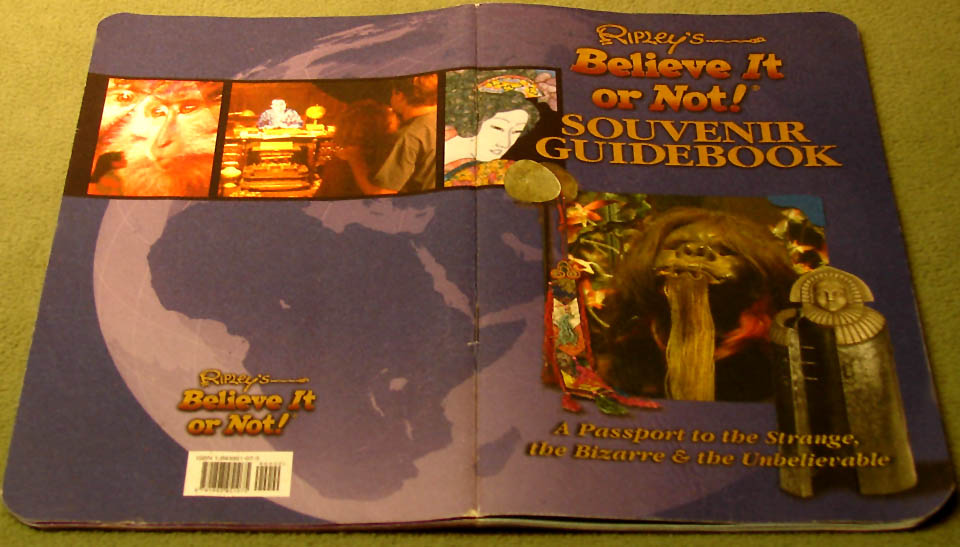 RIPLEY'S
Believe It
or Not!®
SOUVENIR
GUIDEBOOK
A Passport to the Strange,
the Bizarre & the Unbelievable
RIPLEY'S
Believe It
or Not!
ISBN